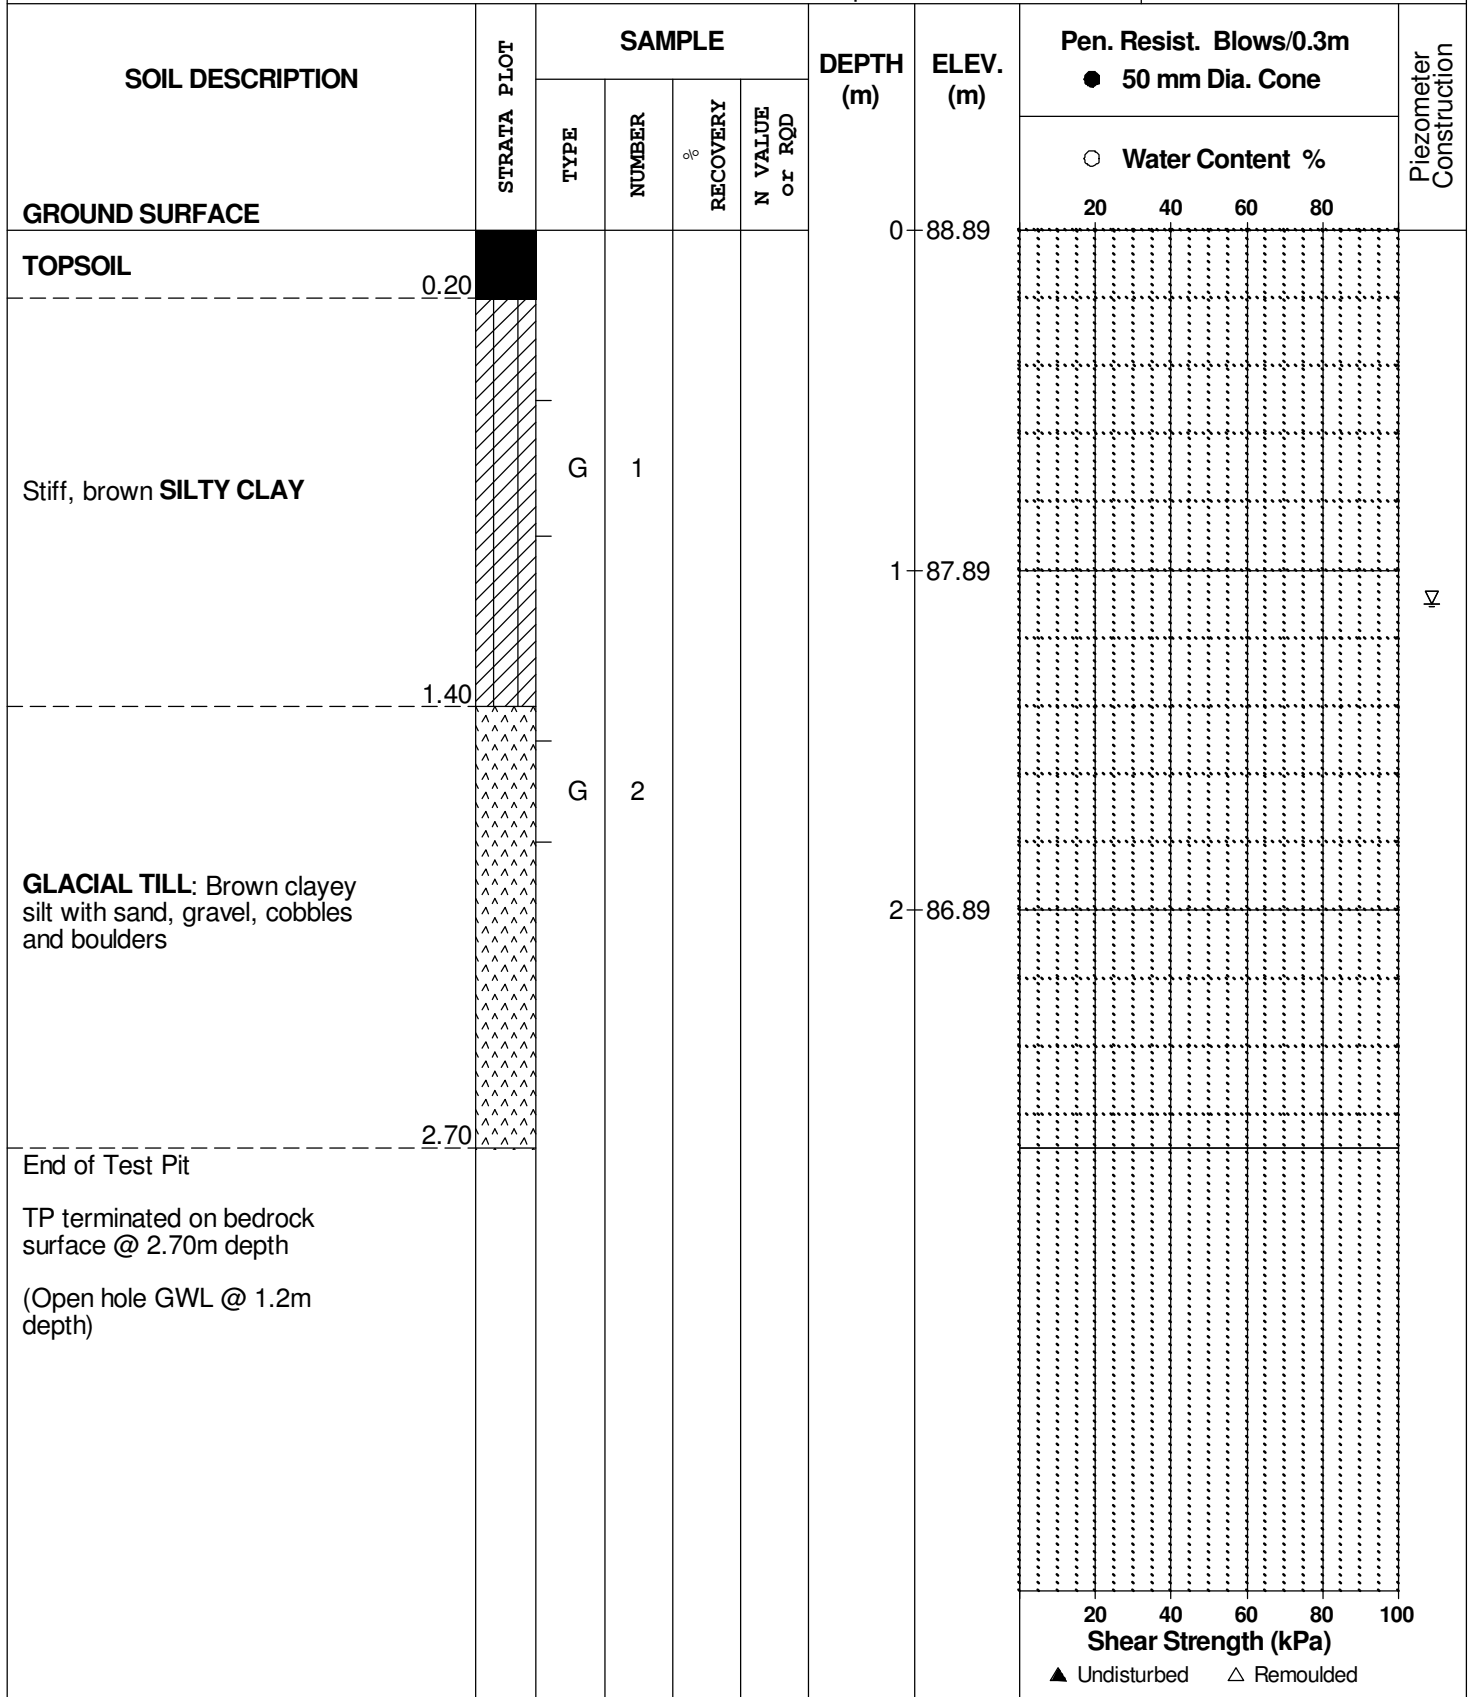 SOIL DESCRIPTION
GROUND SURFACE
STRATA PLOT
SAMPLE
TYPE
NUMBER
%
RECOVERY
N VALUE
or RQD
DEPTH
(m)
ELEV.
(m)
Pen. Resist. Blows/0.3m
● 50 mm Dia. Cone
○ Water Content %
20 40 60 80
Piezometer
Construction
0 88.89
TOPSOIL
0.20
G 1
Stiff, brown SILTY CLAY
1 87.89
1.40
G 2
GLACIAL TILL: Brown clayey
silt with sand, gravel, cobbles
and boulders
2 86.89
2.70
End of Test Pit
TP terminated on bedrock
surface @ 2.70m depth
(Open hole GWL @ 1.2m
depth)
20 40 60 80 100
Shear Strength (kPa)
▲ Undisturbed △ Remoulded